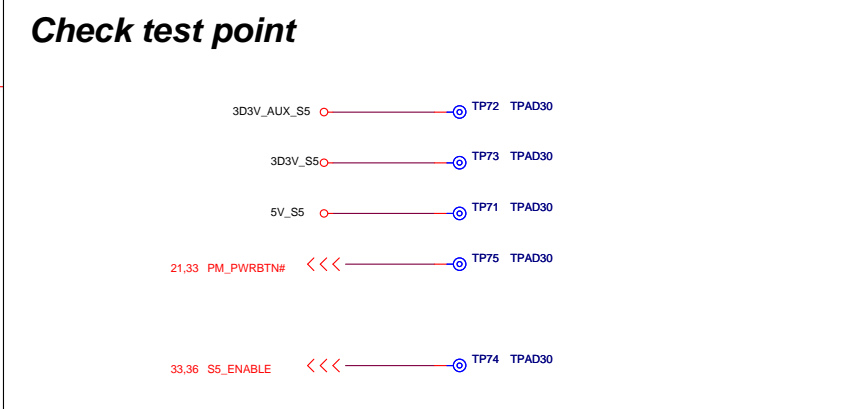 Check test point
3D3V_AUX_S5 TP72 TPAD30
3D3V_S5 TP73 TPAD30
5V_S5 TP71 TPAD30
21,33 PM_PWRBTN# TP75 TPAD30
33,36 S5_ENABLE TP74 TPAD30